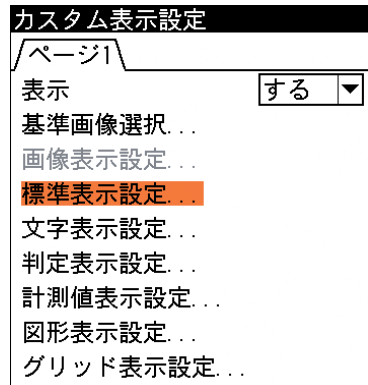 カスタム表示設定
ページ1
表示 する ▼
基準画像選択...
画像表示設定...
標準表示設定...
文字表示設定...
判定表示設定...
計測値表示設定...
図形表示設定...
グリッド表示設定...